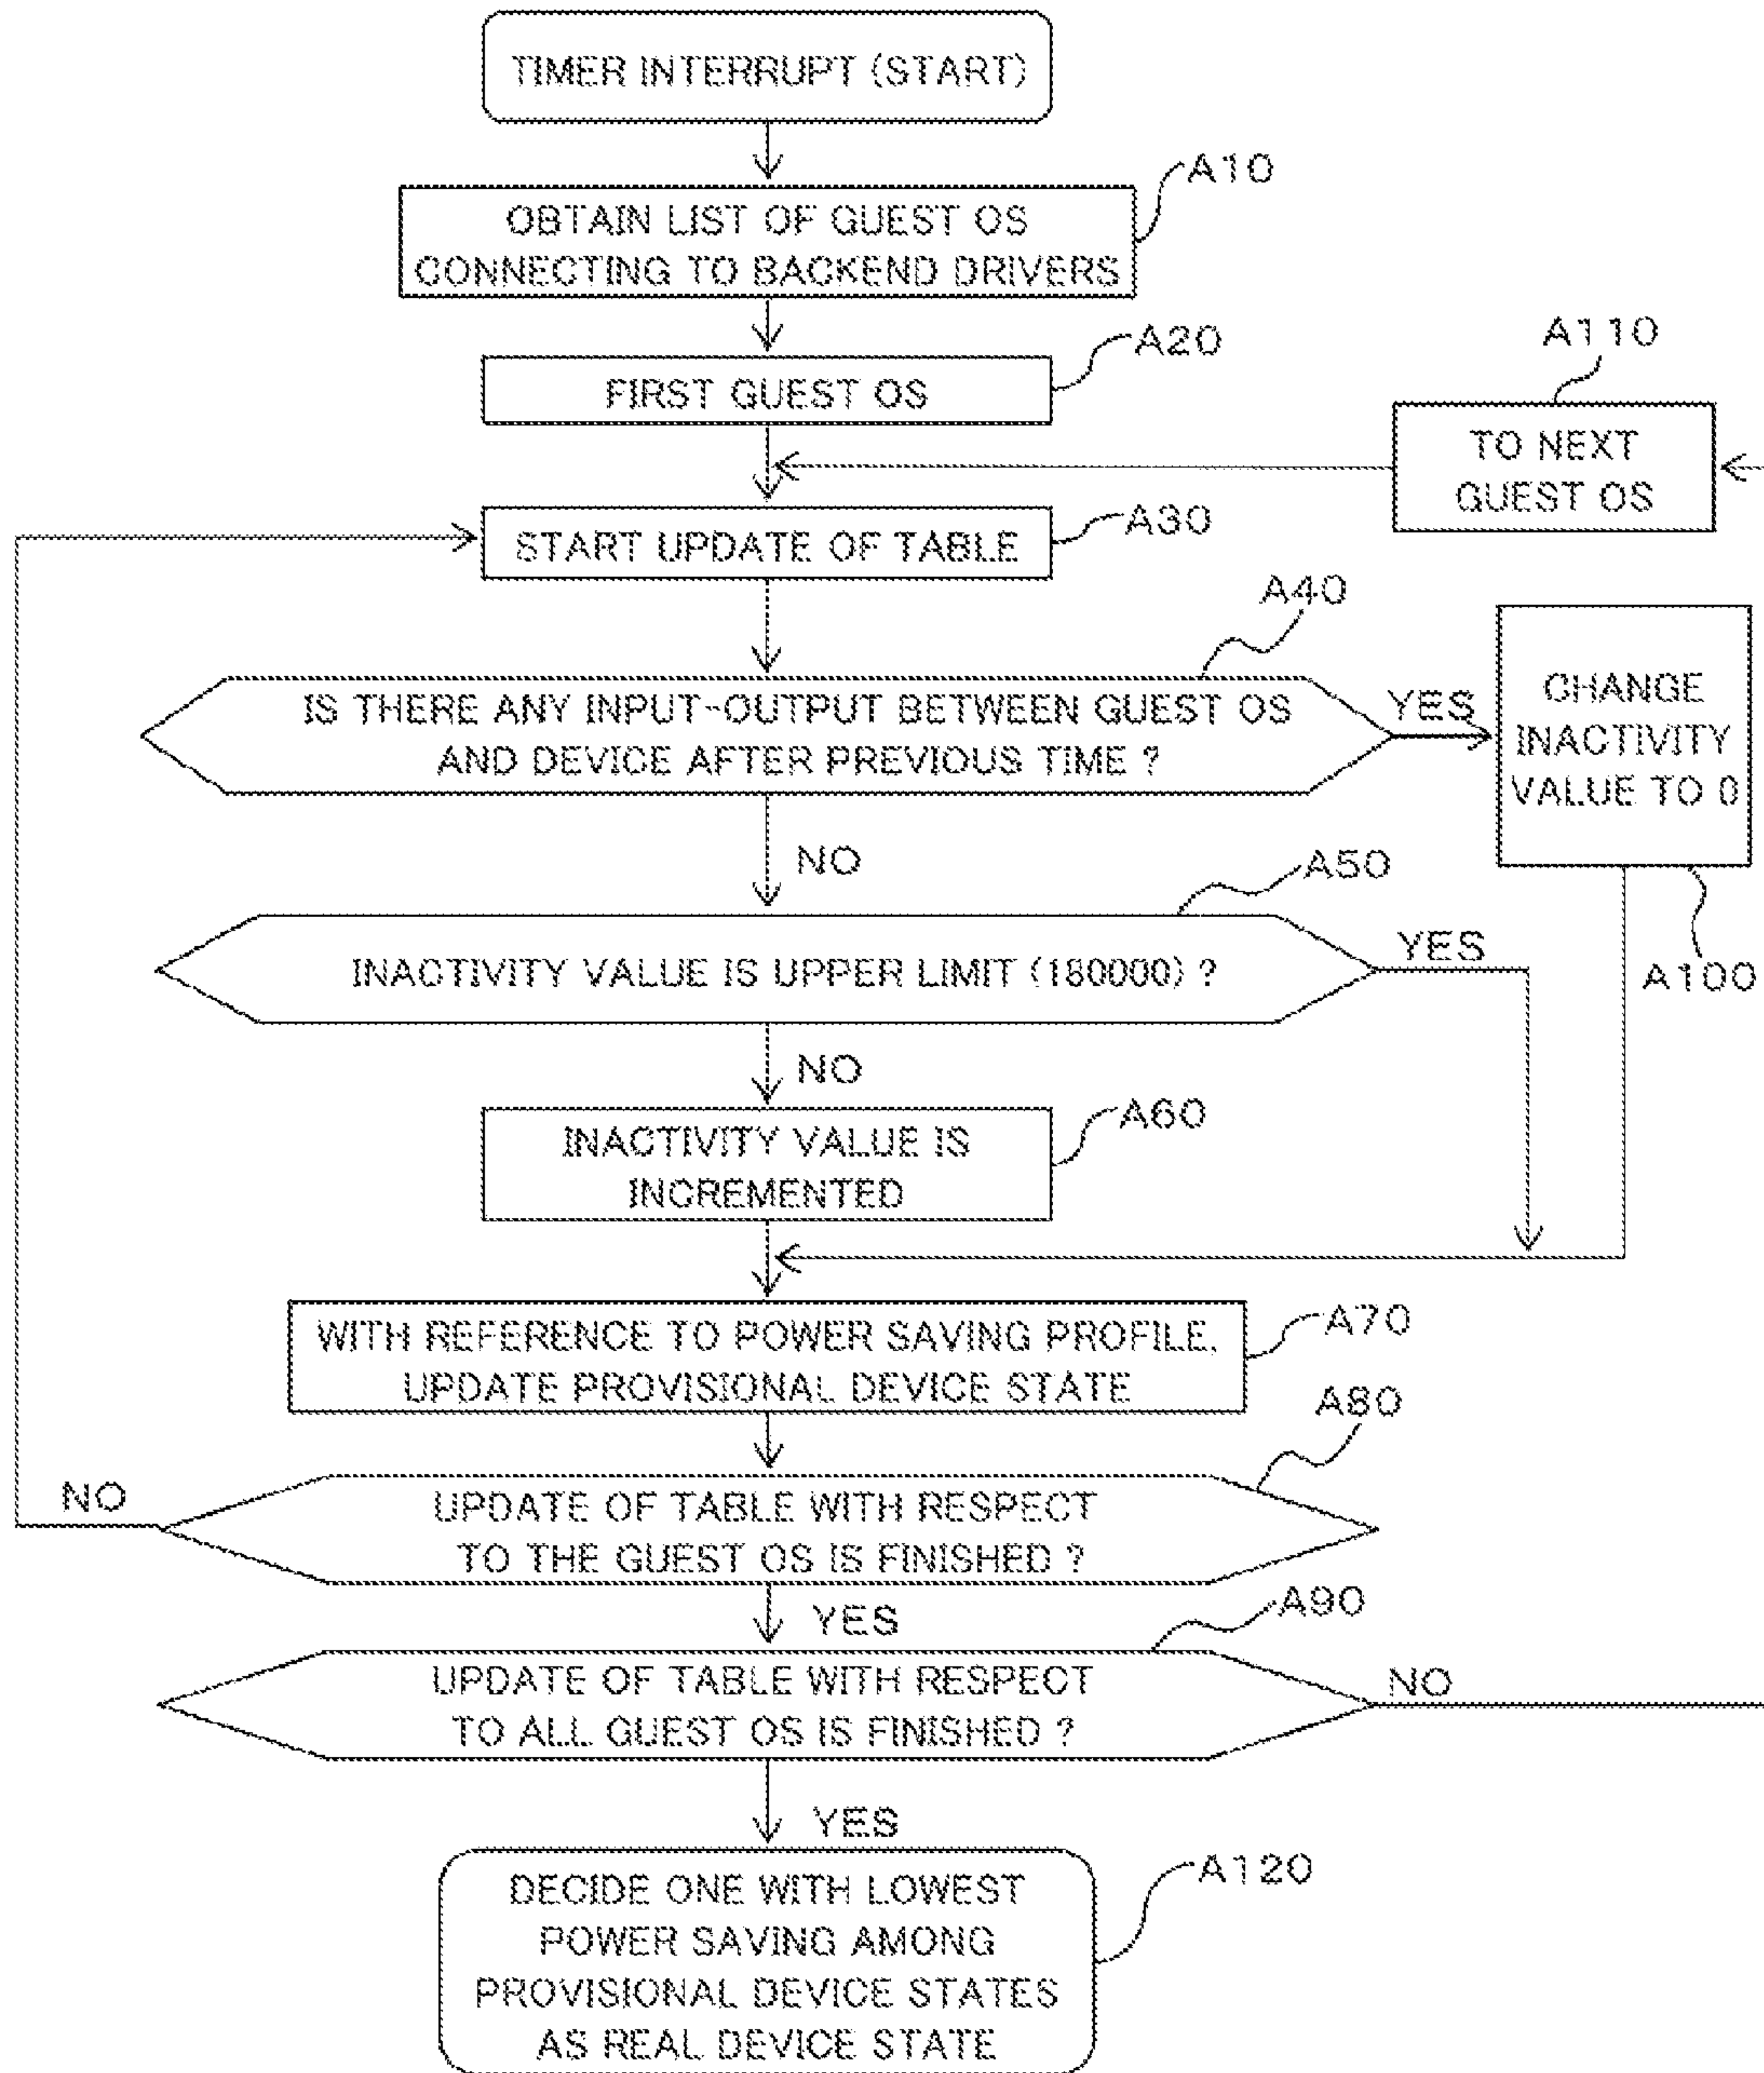 TIMER INTERRUPT (START)
A10
OBTAIN LIST OF GUEST OS
CONNECTING TO BACKEND DRIVERS
A20
FIRST GUEST OS
A110
TO NEXT
GUEST OS
A30
START UPDATE OF TABLE
A40
IS THERE ANY INPUT-OUTPUT BETWEEN GUEST OS
AND DEVICE AFTER PREVIOUS TIME ?
YES
CHANGE
INACTIVITY
VALUE TO 0
A100
NO
A50
INACTIVITY VALUE IS UPPER LIMIT (180000) ?
YES
NO
A60
INACTIVITY VALUE IS
INCREMENTED
A70
WITH REFERENCE TO POWER SAVING PROFILE,
UPDATE PROVISIONAL DEVICE STATE
A80
NO
UPDATE OF TABLE WITH RESPECT
TO THE GUEST OS IS FINISHED ?
YES
A90
UPDATE OF TABLE WITH RESPECT
TO ALL GUEST OS IS FINISHED ?
NO
YES
A120
DECIDE ONE WITH LOWEST
POWER SAVING AMONG
PROVISIONAL DEVICE STATES
AS REAL DEVICE STATE